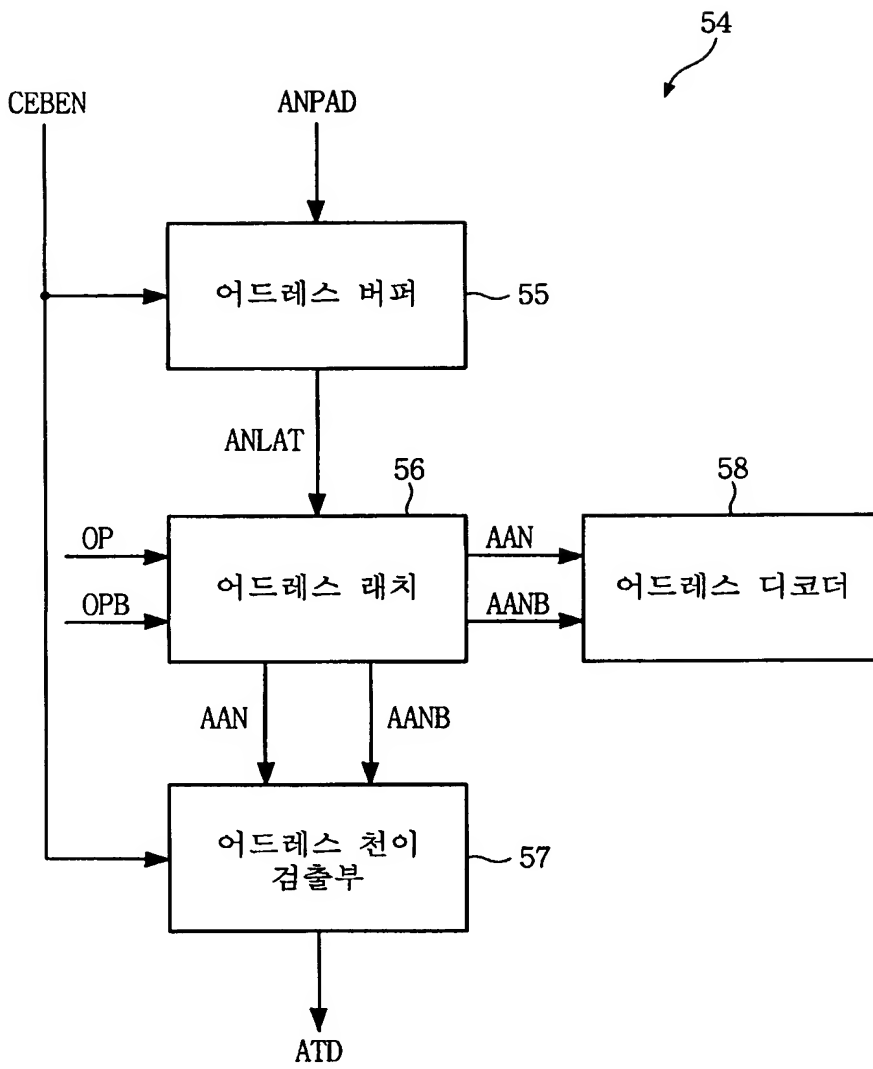 54
CEBEN
ANPAD
어드레스 버퍼
55
ANLAT
56
58
OP
OPB
어드레스 래치
AAN
AANB
어드레스 디코더
AAN
AANB
어드레스 천이
검출부
57
ATD